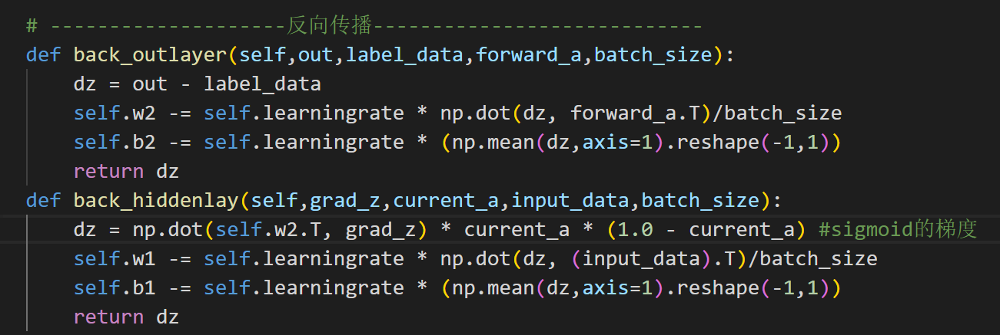 # --------------------反向传播----------------------------
def back_outlayer(self,out,label_data,forward_a,batch_size):
    dz = out - label_data
    self.w2 -= self.learningrate * np.dot(dz, forward_a.T)/batch_size
    self.b2 -= self.learningrate * (np.mean(dz,axis=1).reshape(-1,1))
    return dz
def back_hiddenlay(self,grad_z,current_a,input_data,batch_size):
    dz = np.dot(self.w2.T, grad_z) * current_a * (1.0 - current_a) #sigmoid的梯度
    self.w1 -= self.learningrate * np.dot(dz, (input_data).T)/batch_size
    self.b1 -= self.learningrate * (np.mean(dz,axis=1).reshape(-1,1))
    return dz